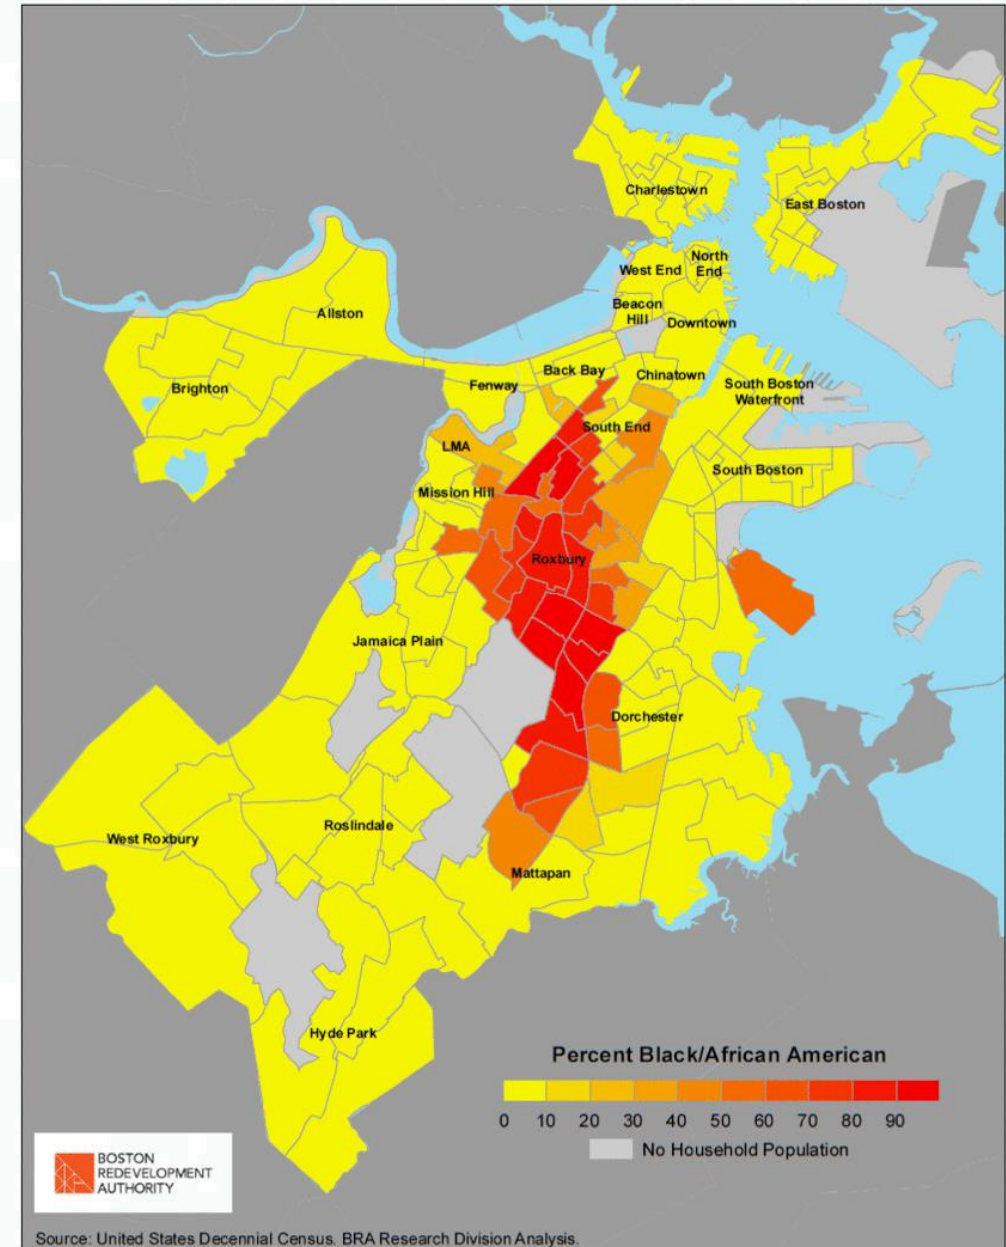 Charlestown
East Boston
West End
North
End
Beacon
Hill
Downtown
Allston
Back Bay
Chinatown
Fenway
South Boston
Waterfront
Brighton
South End
LMA
South Boston
Mission Hill
Roxbury
Jamaica Plain
Dorchester
West Roxbury
Roslindale
Mattapan
Hyde Park
Percent Black/African American
0 10 20 30 40 50 60 70 80 90
No Household Population
BOSTON
REDEVELOPMENT
AUTHORITY
Source: United States Decennial Census. BRA Research Division Analysis.